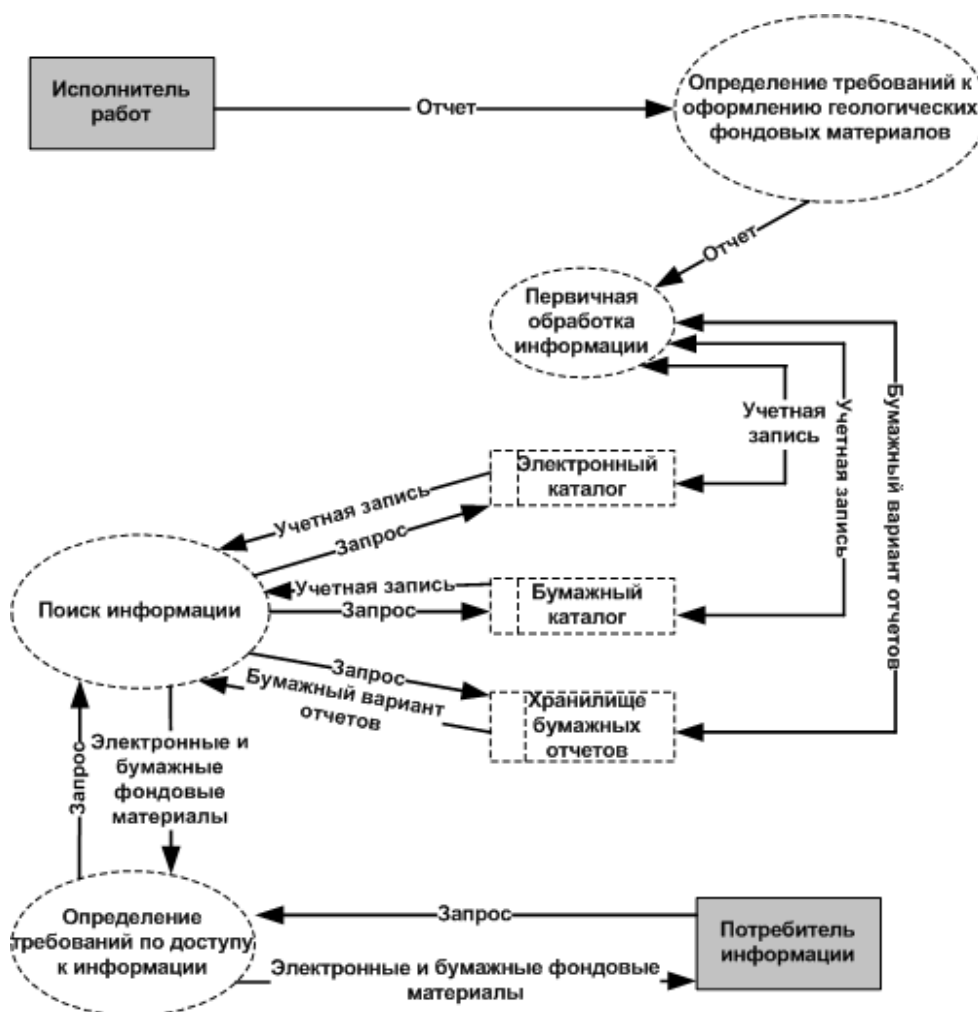 Исполнитель
работ
Отчет
Определение требований к
оформлению геологических
фондовых материалов
Отчет
Первичная
обработка
информации
Учетная
запись
Учетная запись
Бумажный вариант отчетов
Электронный
каталог
Учетная запись
Запрос
Учетная запись
Запрос
Бумажный
каталог
Поиск информации
Запрос
Бумажный вариант
отчетов
Хранилище
бумажных
отчетов
Запрос
Электронные и
бумажные
фондовые
материалы
Определение
требований по доступу
к информации
Запрос
Электронные и бумажные фондовые
материалы
Потребитель
информации